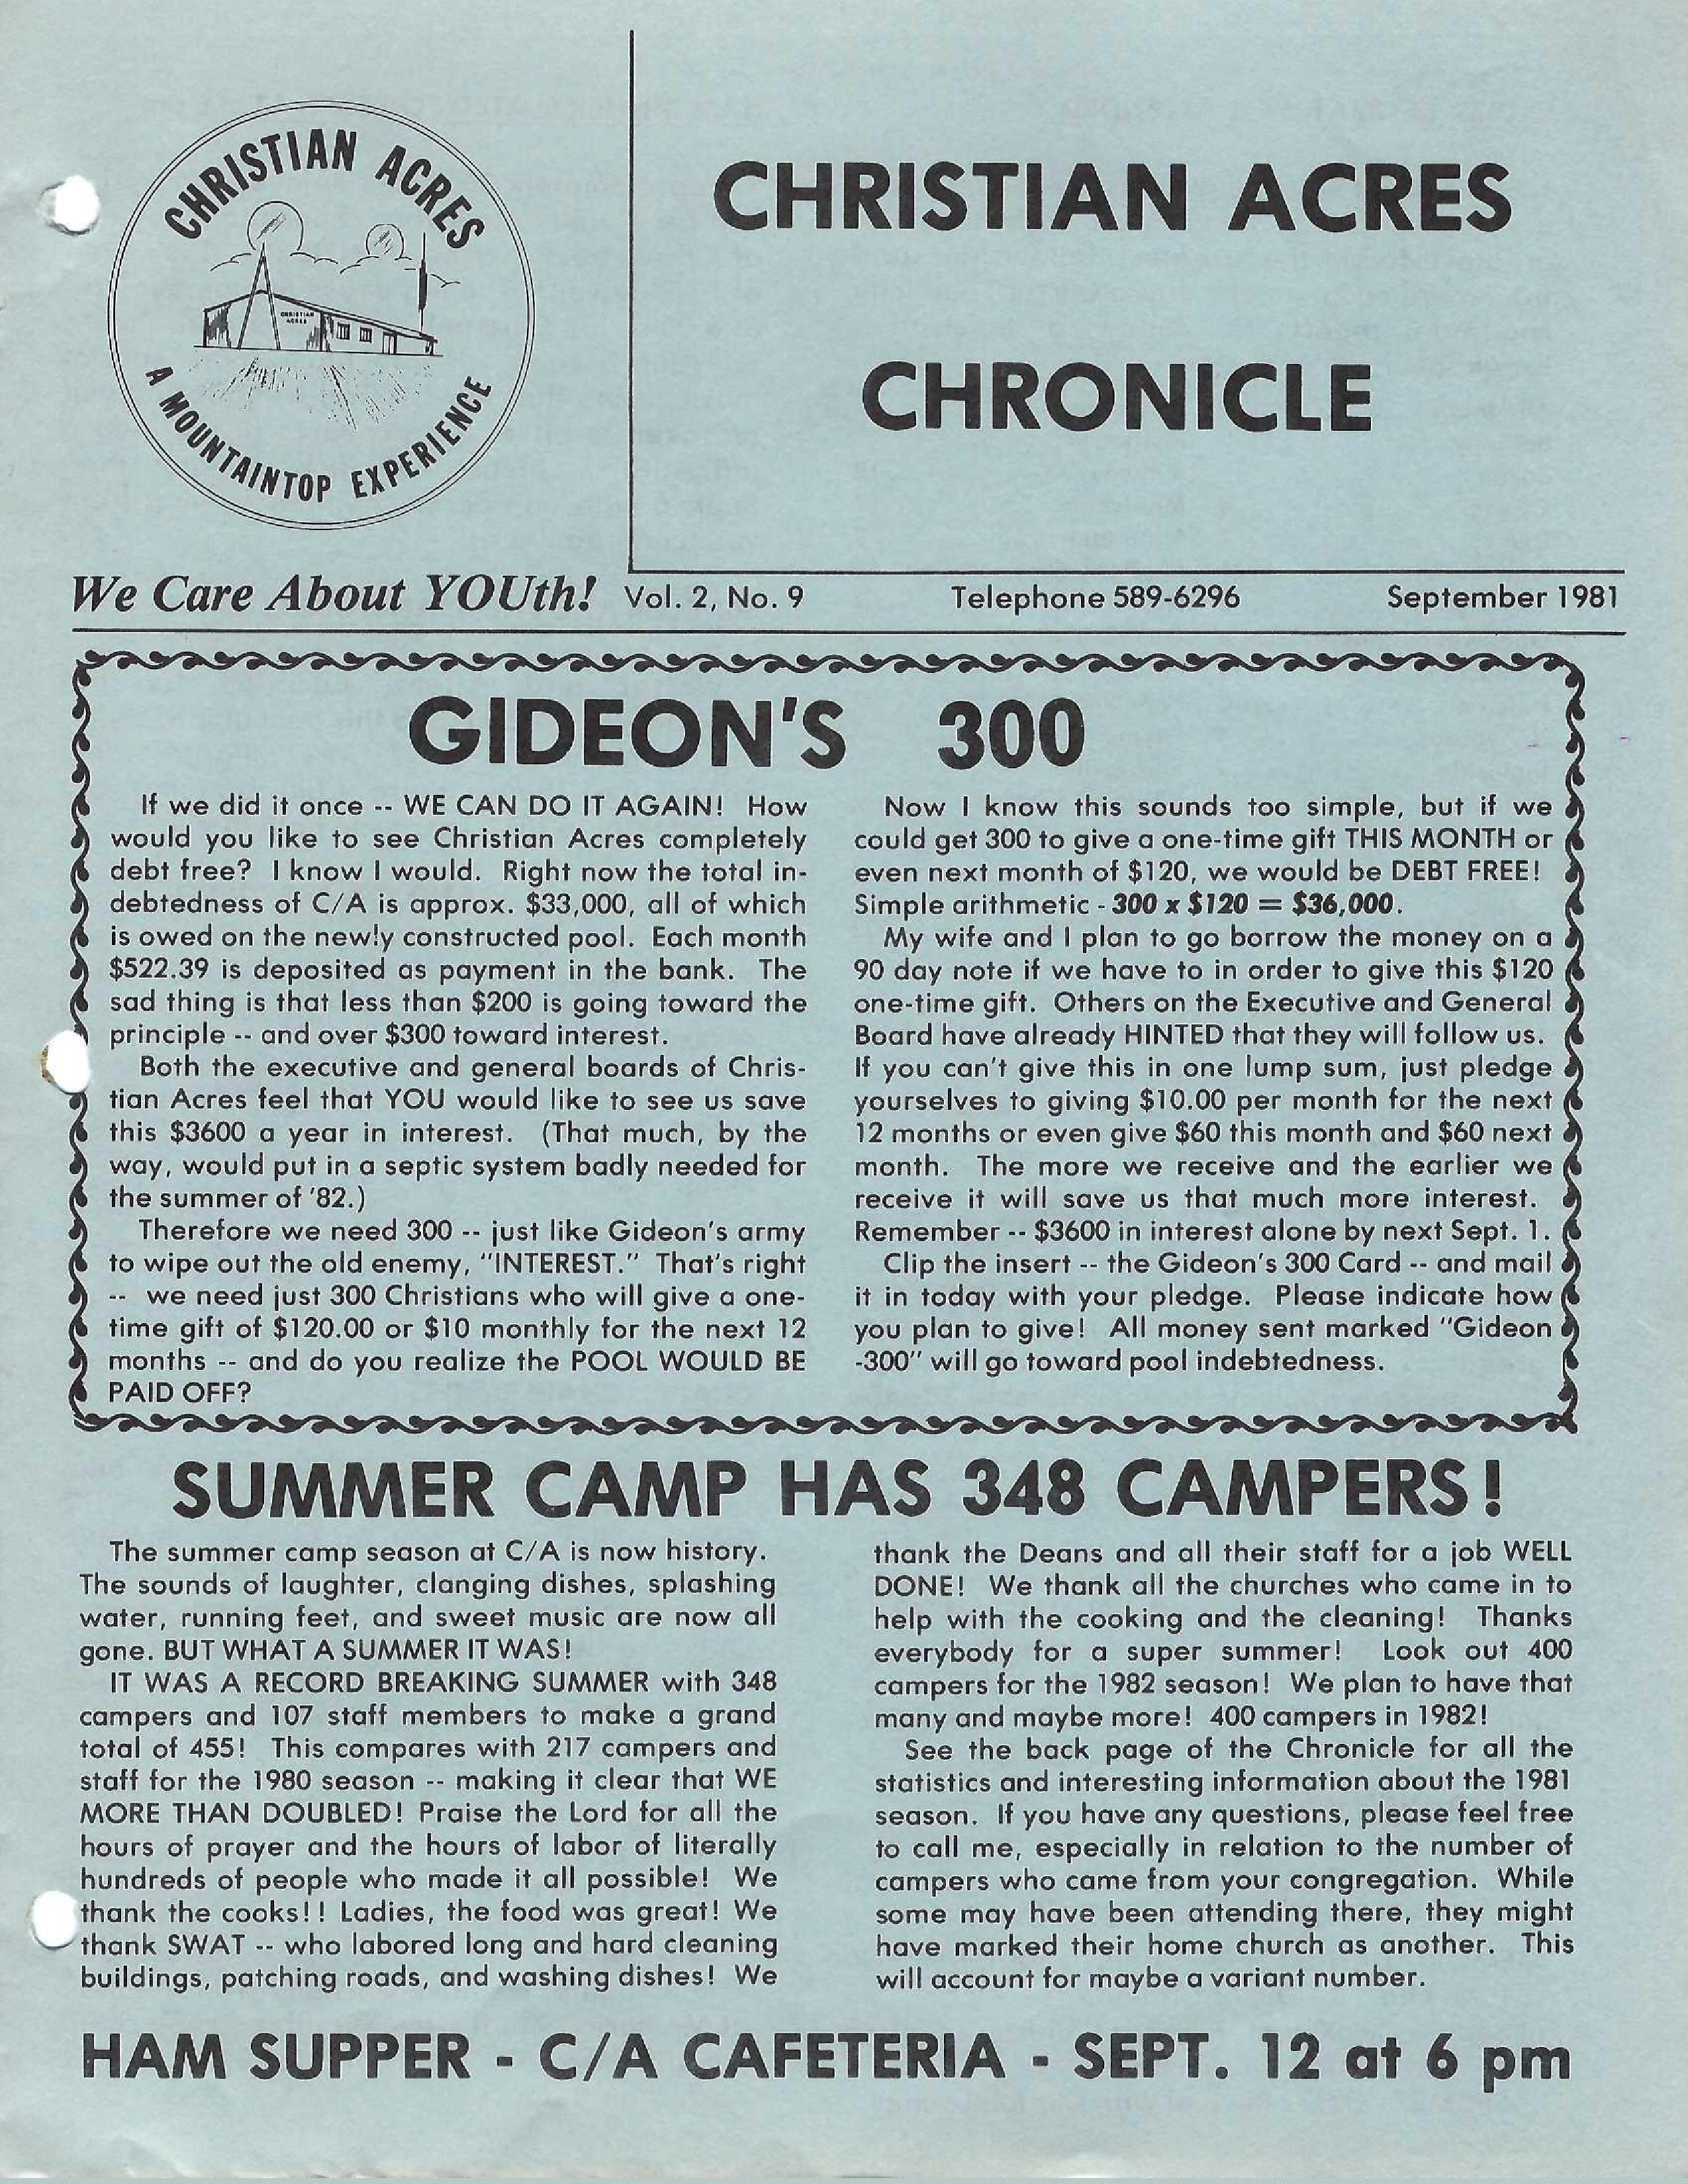 CHRISTIAN ACRES
CHRISTIAN
ACRES
A MOUNTAINTOP EXPERIENCE
CHRISTIAN ACRES
CHRONICLE
We Care About YOUth! Vol. 2, No. 9 Telephone 589-6296 September 1981
GIDEON'S 300
If we did it once -- WE CAN DO IT AGAIN! How
would you like to see Christian Acres completely
debt free? I know I would. Right now the total in-
debtedness of C/A is approx. $33,000, all of which
is owed on the newly constructed pool. Each month
$522.39 is deposited as payment in the bank. The
sad thing is that less than $200 is going toward the
principle -- and over $300 toward interest.
Both the executive and general boards of Chris-
tian Acres feel that YOU would like to see us save
this $3600 a year in interest. (That much, by the
way, would put in a septic system badly needed for
the summer of '82.)
Therefore we need 300 -- just like Gideon's army
to wipe out the old enemy, "INTEREST." That's right
-- we need just 300 Christians who will give a one-
time gift of $120.00 or $10 monthly for the next 12
months -- and do you realize the POOL WOULD BE
PAID OFF?
Now I know this sounds too simple, but if we
could get 300 to give a one-time gift THIS MONTH or
even next month of $120, we would be DEBT FREE!
Simple arithmetic - 300 x $120 = $36,000.
My wife and I plan to go borrow the money on a
90 day note if we have to in order to give this $120
one-time gift. Others on the Executive and General
Board have already HINTED that they will follow us.
If you can't give this in one lump sum, just pledge
yourselves to giving $10.00 per month for the next
12 months or even give $60 this month and $60 next
month. The more we receive and the earlier we
receive it will save us that much more interest.
Remember -- $3600 in interest alone by next Sept. 1.
Clip the insert -- the Gideon's 300 Card -- and mail
it in today with your pledge. Please indicate how
you plan to give! All money sent marked "Gideon
-300" will go toward pool indebtedness.
SUMMER CAMP HAS 348 CAMPERS!
The summer camp season at C/A is now history.
The sounds of laughter, clanging dishes, splashing
water, running feet, and sweet music are now all
gone. BUT WHAT A SUMMER IT WAS!
IT WAS A RECORD BREAKING SUMMER with 348
campers and 107 staff members to make a grand
total of 455! This compares with 217 campers and
staff for the 1980 season -- making it clear that WE
MORE THAN DOUBLED! Praise the Lord for all the
hours of prayer and the hours of labor of literally
hundreds of people who made it all possible! We
thank the cooks!! Ladies, the food was great! We
thank SWAT -- who labored long and hard cleaning
buildings, patching roads, and washing dishes! We
thank the Deans and all their staff for a job WELL
DONE! We thank all the churches who came in to
help with the cooking and the cleaning! Thanks
everybody for a super summer! Look out 400
campers for the 1982 season! We plan to have that
many and maybe more! 400 campers in 1982!
See the back page of the Chronicle for all the
statistics and interesting information about the 1981
season. If you have any questions, please feel free
to call me, especially in relation to the number of
campers who came from your congregation. While
some may have been attending there, they might
have marked their home church as another. This
will account for maybe a variant number.
HAM SUPPER - C/A CAFETERIA - SEPT. 12 at 6 pm